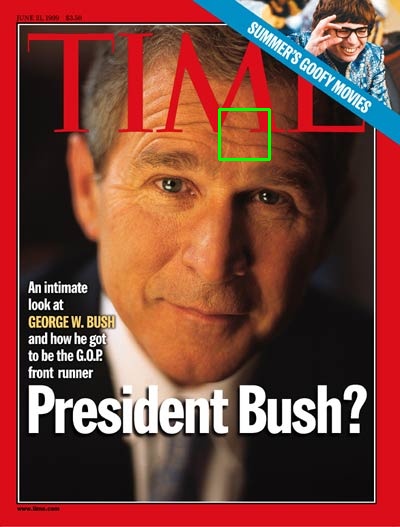 JUNE 21, 1999 $3.50
SUMMER'S GOOFY MOVIES
TIME
An intimate
look at
GEORGE W. BUSH
and how he got
to be the G.O.P.
front runner
President Bush?
www.time.com